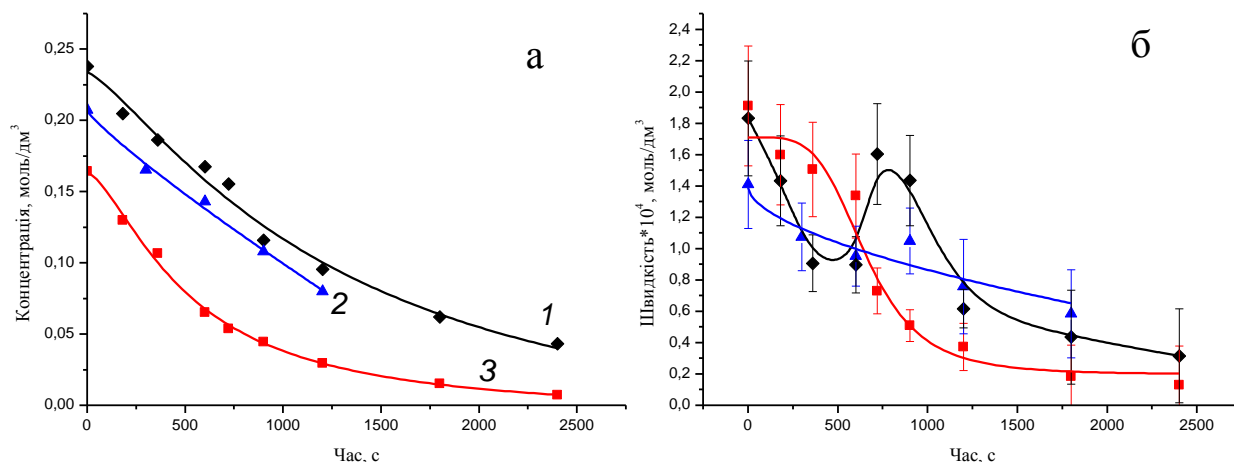 а
Концентрація, моль/дм³
0,25
0,20
0,15
0,10
0,05
0,00
1
2
3
0 500 1000 1500 2000 2500
Час, с
б
Швидкість*10⁴, моль/дм³
2,4
2,2
2,0
1,8
1,6
1,4
1,2
1,0
0,8
0,6
0,4
0,2
0,0
0 500 1000 1500 2000 2500
Час, с